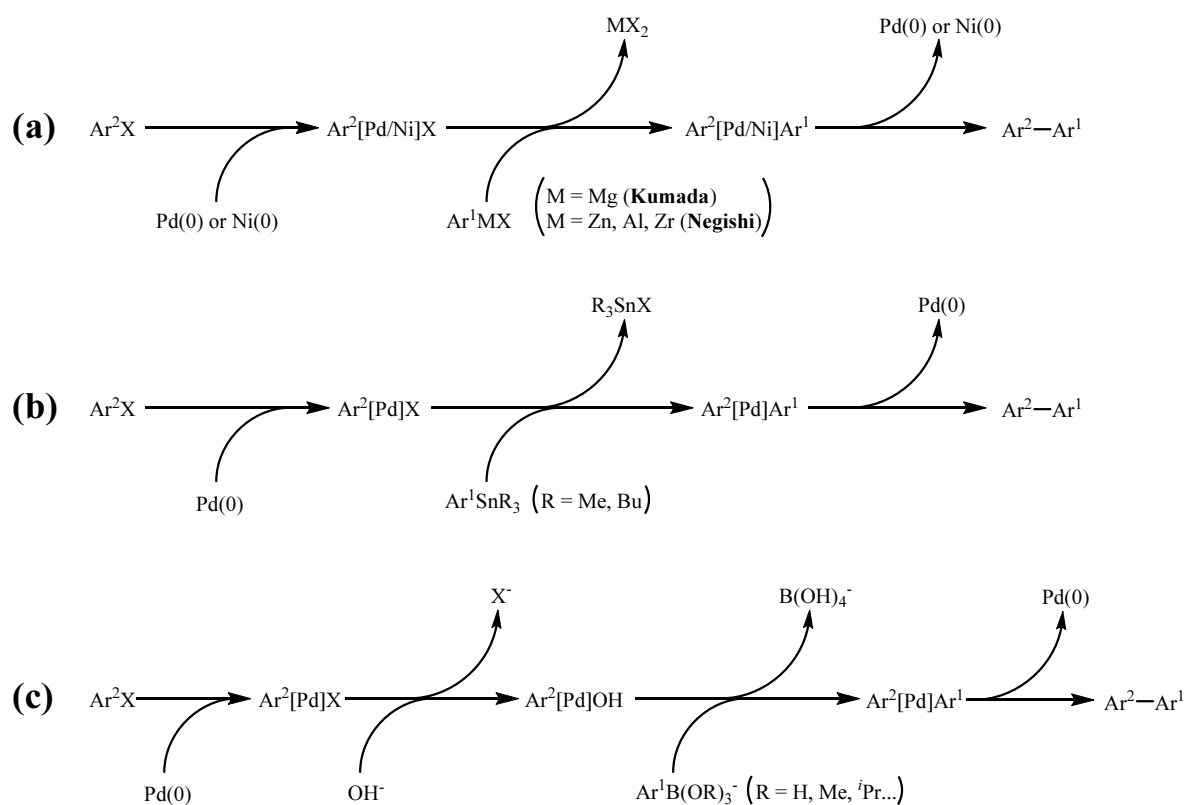 MX₂
Pd(0) or Ni(0)
(a) Ar²X Ar²[Pd/Ni]X Ar²[Pd/Ni]Ar¹ Ar²—Ar¹
Pd(0) or Ni(0)
Ar¹MX
(M = Mg (Kumada)
M = Zn, Al, Zr (Negishi))
R₃SnX
Pd(0)
(b) Ar²X Ar²[Pd]X Ar²[Pd]Ar¹ Ar²—Ar¹
Pd(0)
Ar¹SnR₃ (R = Me, Bu)
X⁻
B(OH)₄⁻
Pd(0)
(c) Ar²X Ar²[Pd]X Ar²[Pd]OH Ar²[Pd]Ar¹ Ar²—Ar¹
Pd(0)
OH⁻
Ar¹B(OR)₃⁻ (R = H, Me, ⁱPr...)